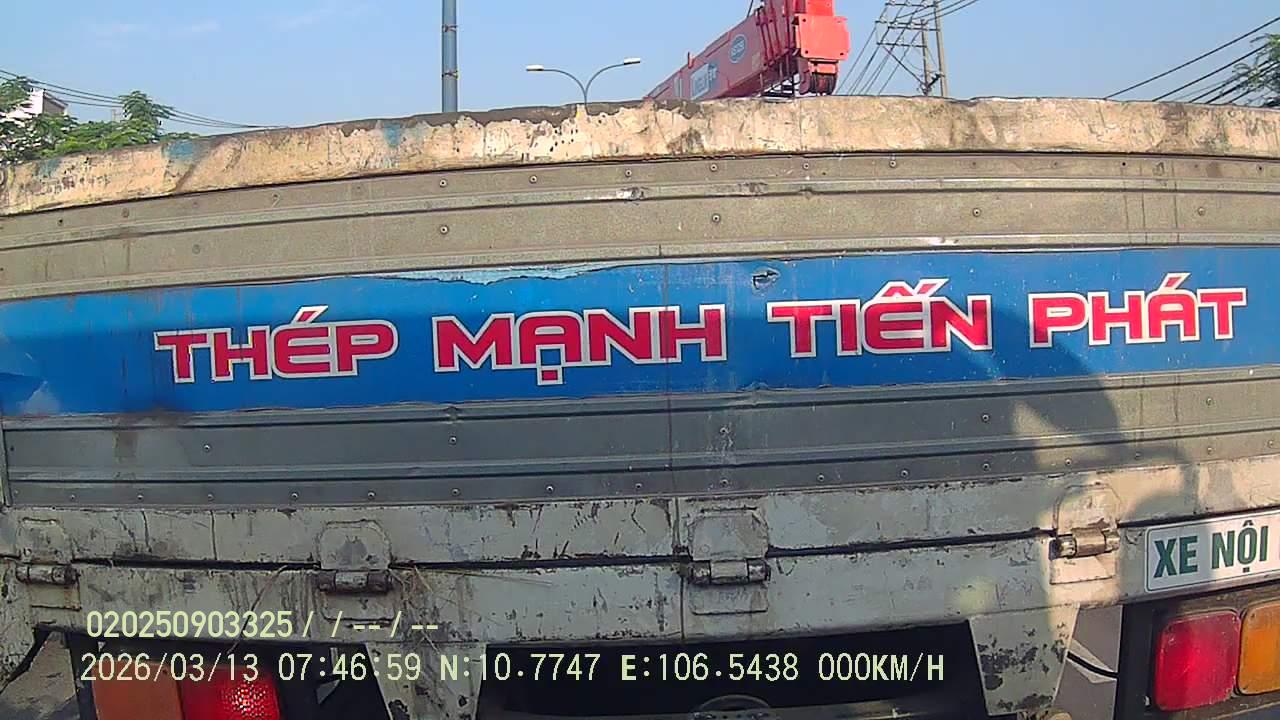 THÉP MẠNH TIẾN PHÁT
XE NỘI
020250903325/ / -- / --
2026/03/13 07:46:59 N:10.7747 E:106.5438 000KM/H